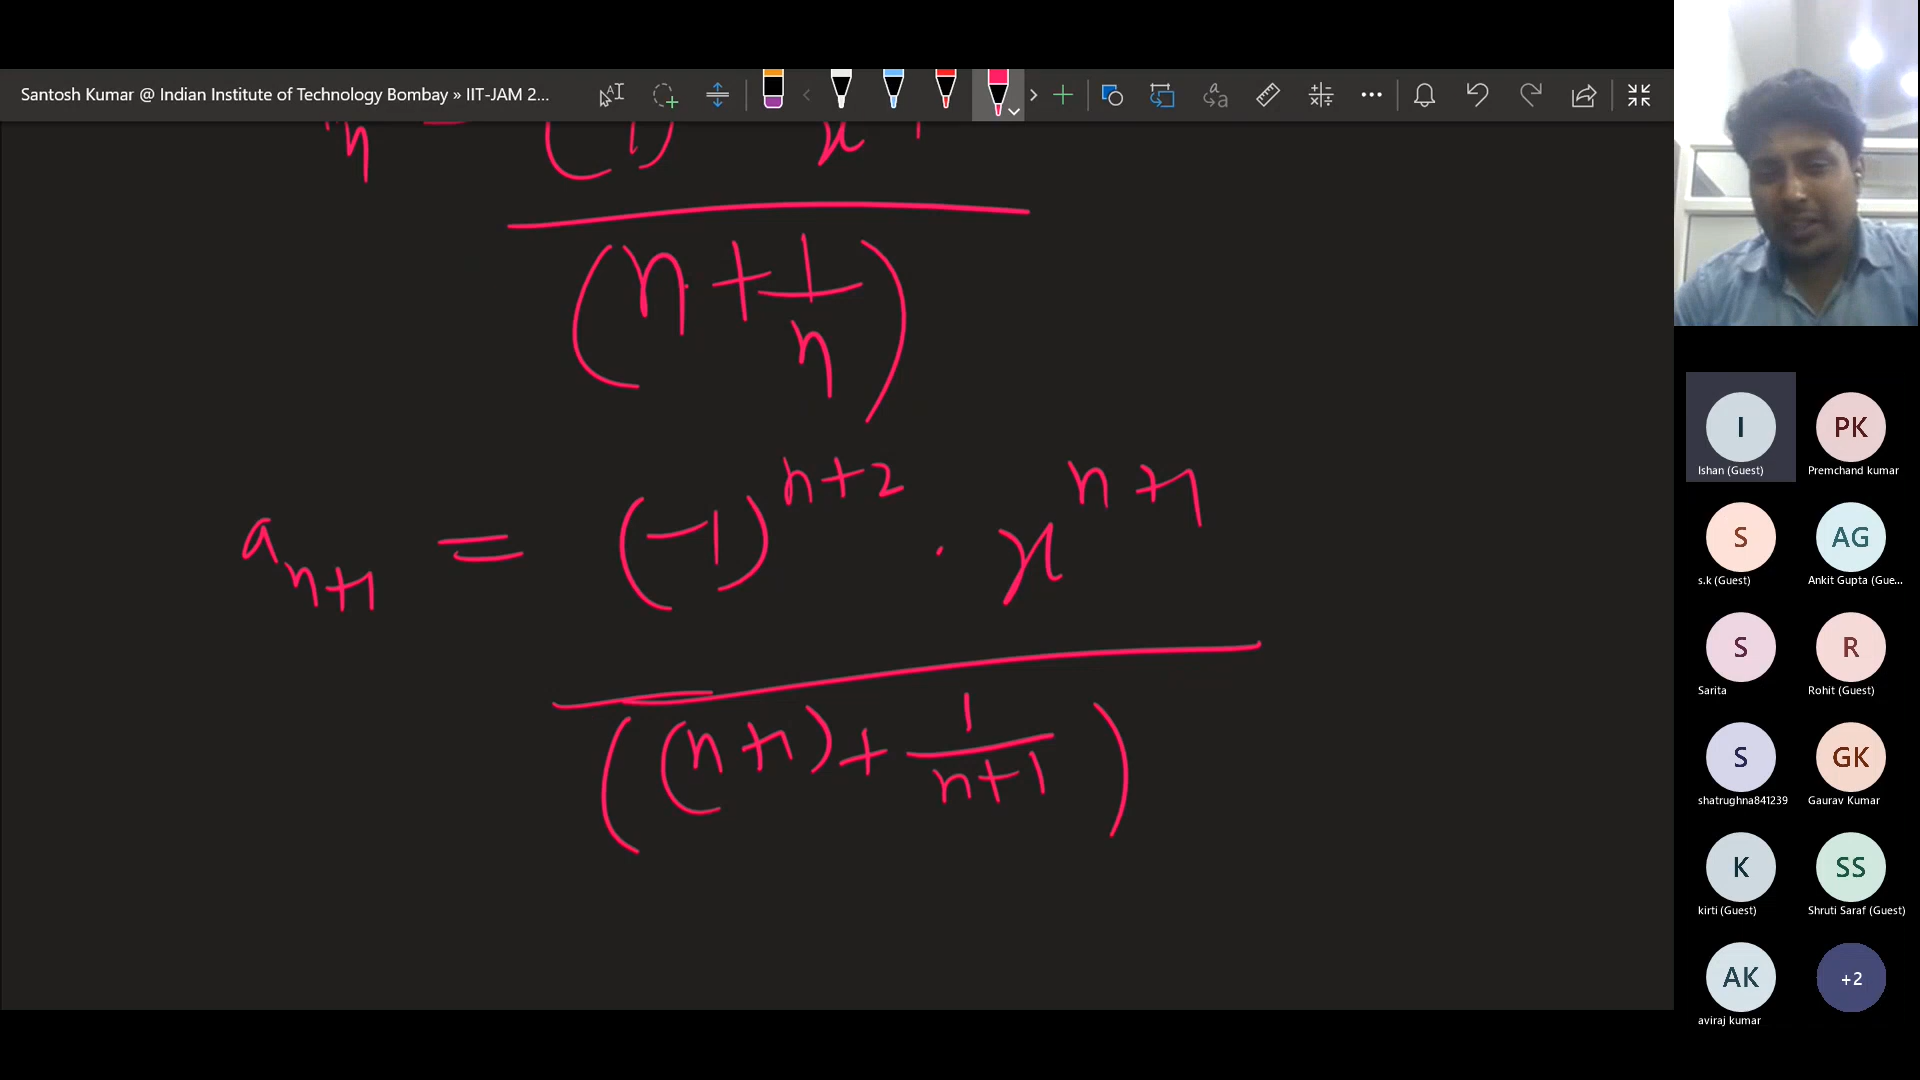 Santosh Kumar @ Indian Institute of Technology Bombay » IIT-JAM 2...
(n + 1/n)
a_{n+1} = (-1)^{n+2} · x^{n+1}
((n+1) + 1/(n+1))
I
Ishan (Guest)
PK
Premchand kumar
S
s.k (Guest)
AG
Ankit Gupta (Gue...
S
Sarita
R
Rohit (Guest)
S
shatrughna841239
GK
Gaurav Kumar
K
kirti (Guest)
SS
Shruti Saraf (Guest)
AK
aviraj kumar
+2